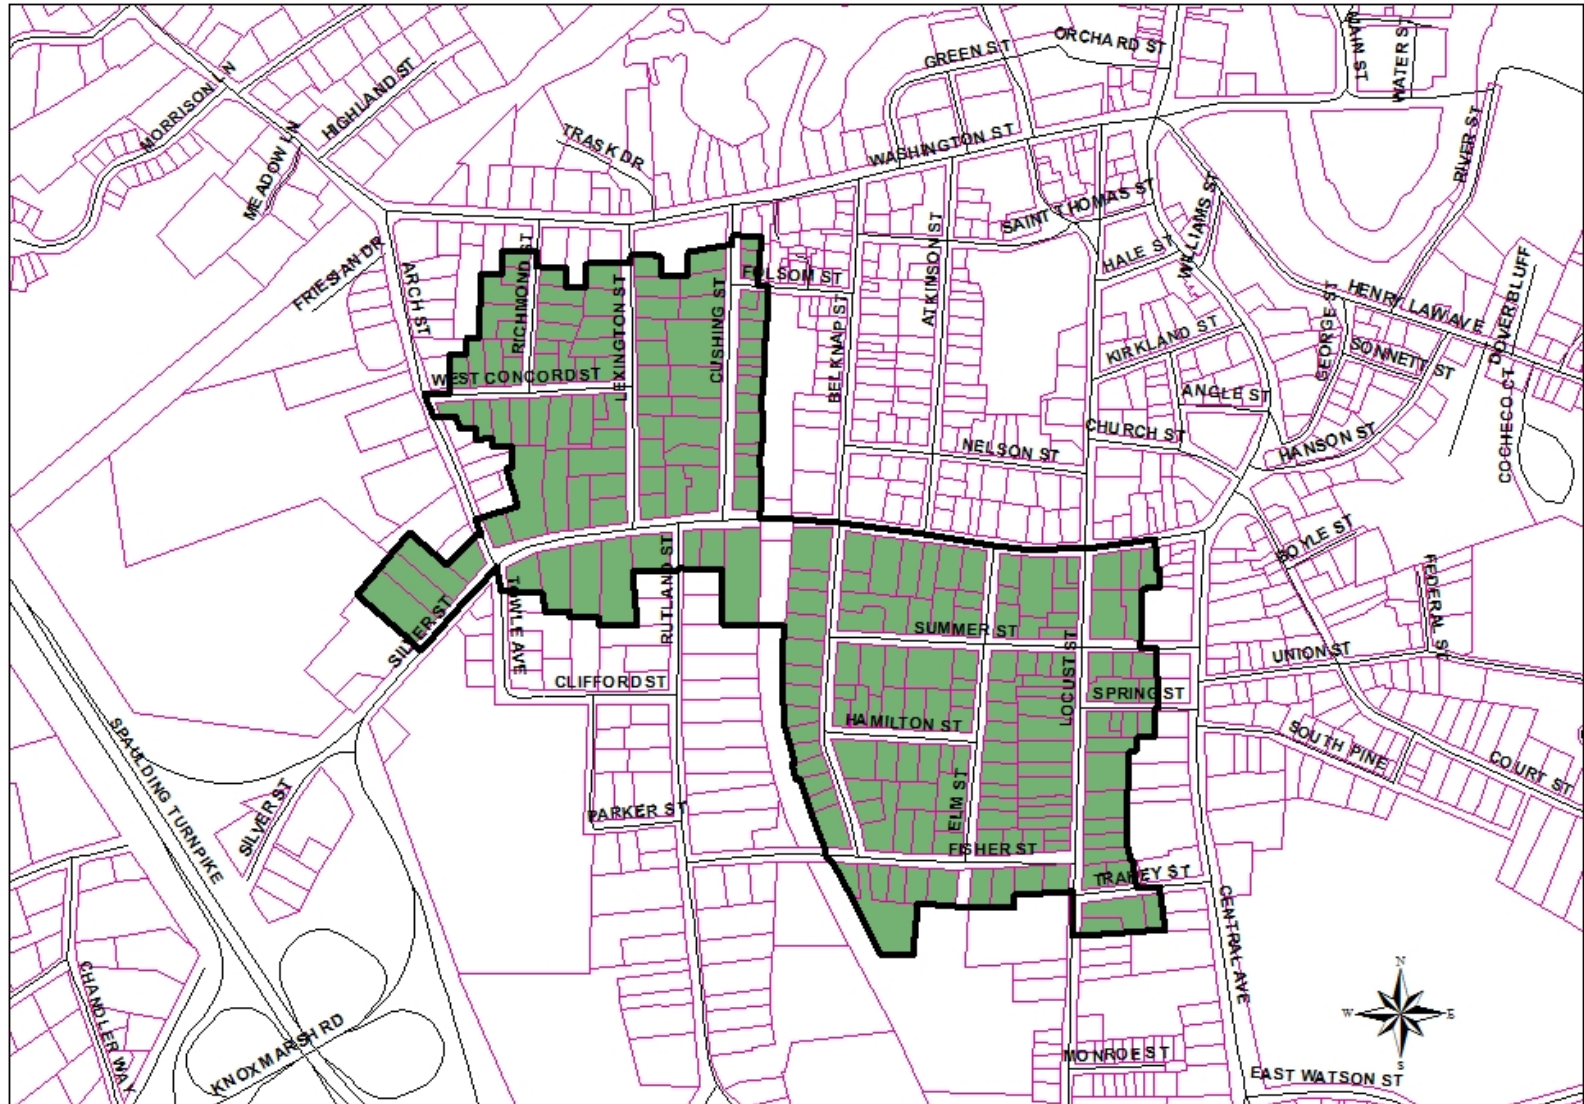 ORCHARD ST
GREEN ST
MAIN ST
WATER ST
HIGHLAND ST
MORRISON LN
MEADOW LN
TRASK DR
WASHINGTON ST
RIVER ST
SAINT THOMAS ST
WILLIAMS ST
HALE ST
ATKINSON ST
FRIESIAN DR
ARCH ST
RICHMOND ST
LEXINGTON ST
CUSHING ST
FOLSOM ST
BELKNAP ST
HENRY LAW AVE
COCHECO CT
DOVERBLUFF
GEORGE ST
SONNETT ST
KIRKLAND ST
ANGLE ST
WEST CONCORD ST
CHURCH ST
NELSON ST
HANSON ST
BOYLE ST
FEDERAL ST
RUTLAND ST
TOWLE AVE
SILVER ST
SUMMER ST
UNION ST
LOCUST ST
CLIFFORD ST
SPRING ST
HAMILTON ST
SOUTH PINE
COURT ST
SPAULDING TURNPIKE
SILVER ST
PARKER ST
ELM ST
FISHER ST
TRAKEY ST
CENTRAL AVE
CHANDLER WAY
KNOX MARSH RD
MONROE ST
EAST WATSON ST
N
W
E
S